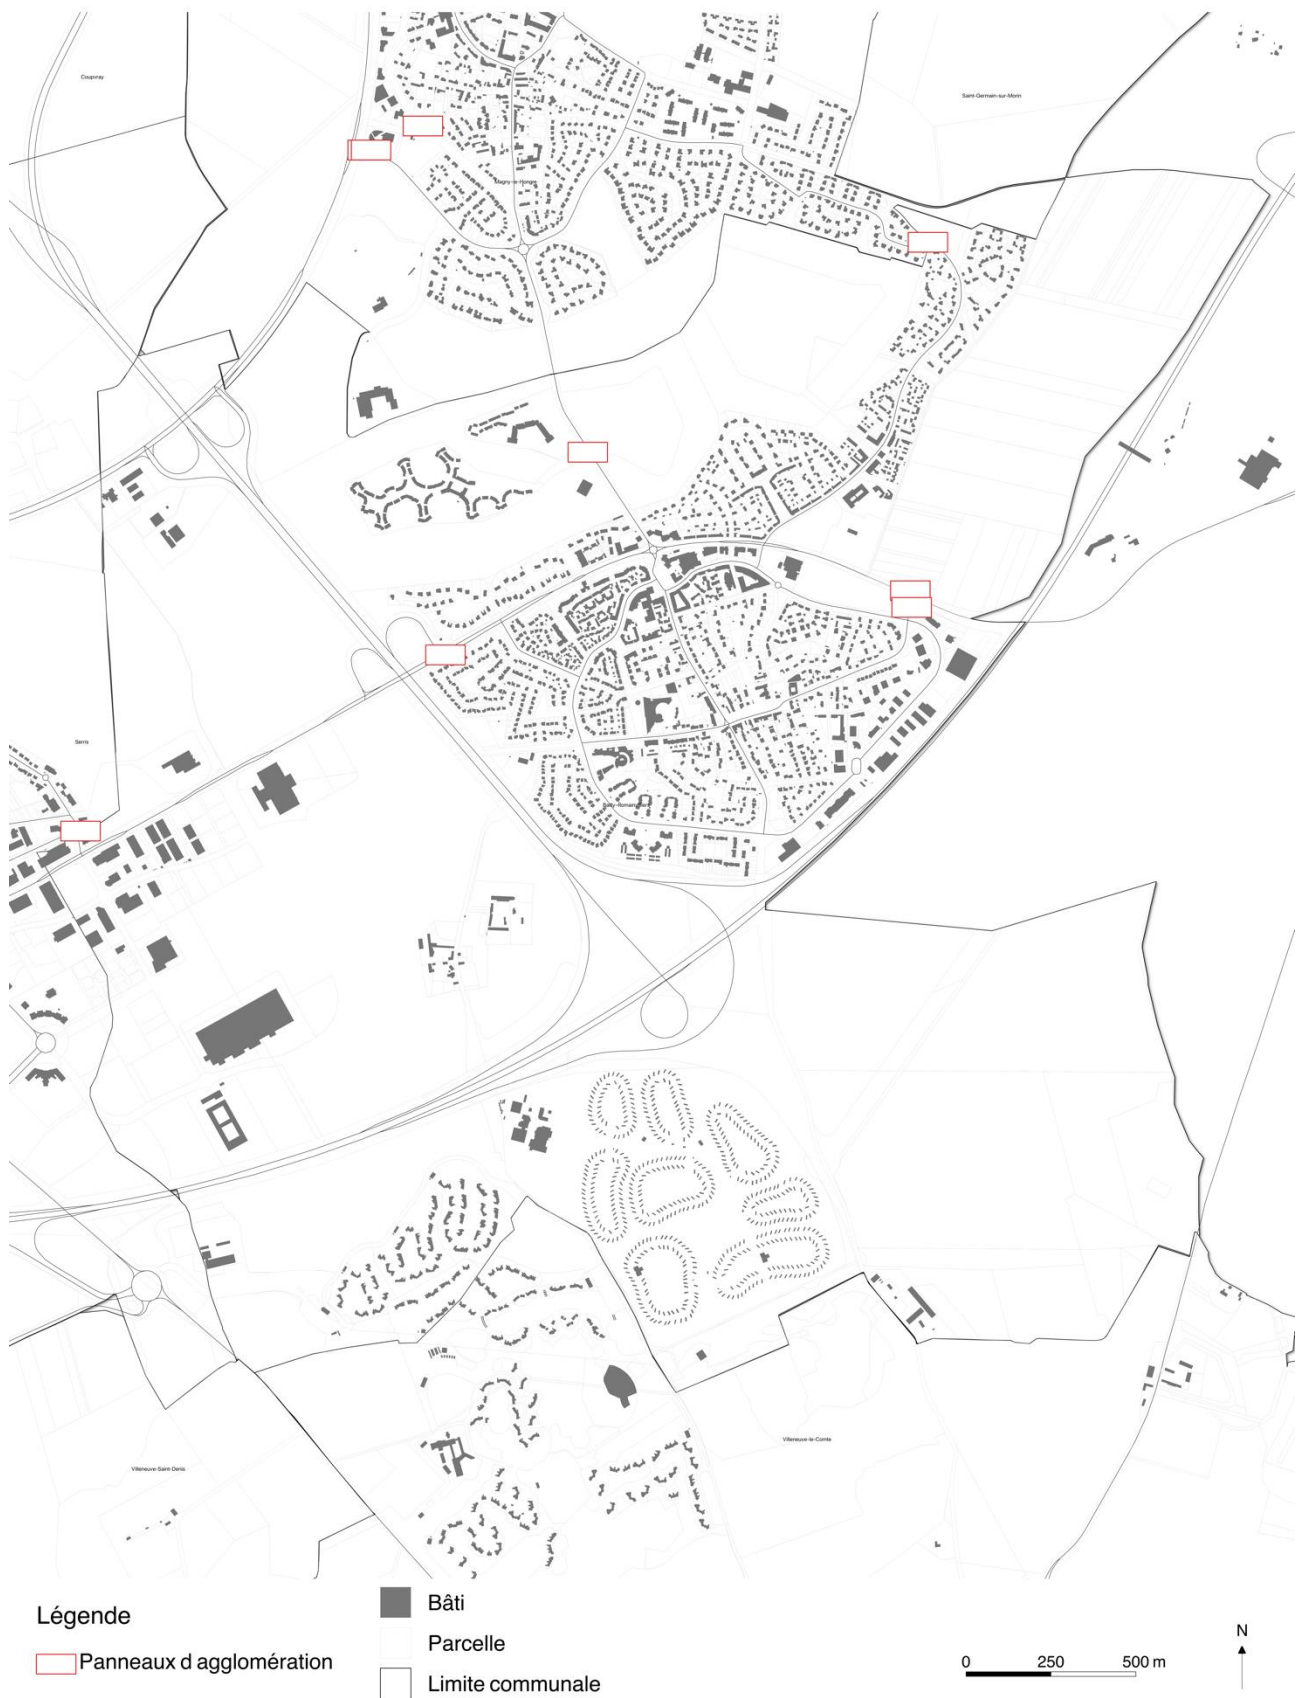 Coupvray
Saint-Germain-sur-Morin
Magny-le-Hongre
Serris
Bailly-Romainvilliers
Villeneuve-le-Comte
Villeneuve-Saint-Denis
Légende
Panneaux d agglomération
Bâti
Parcelle
Limite communale
0 250 500 m
N